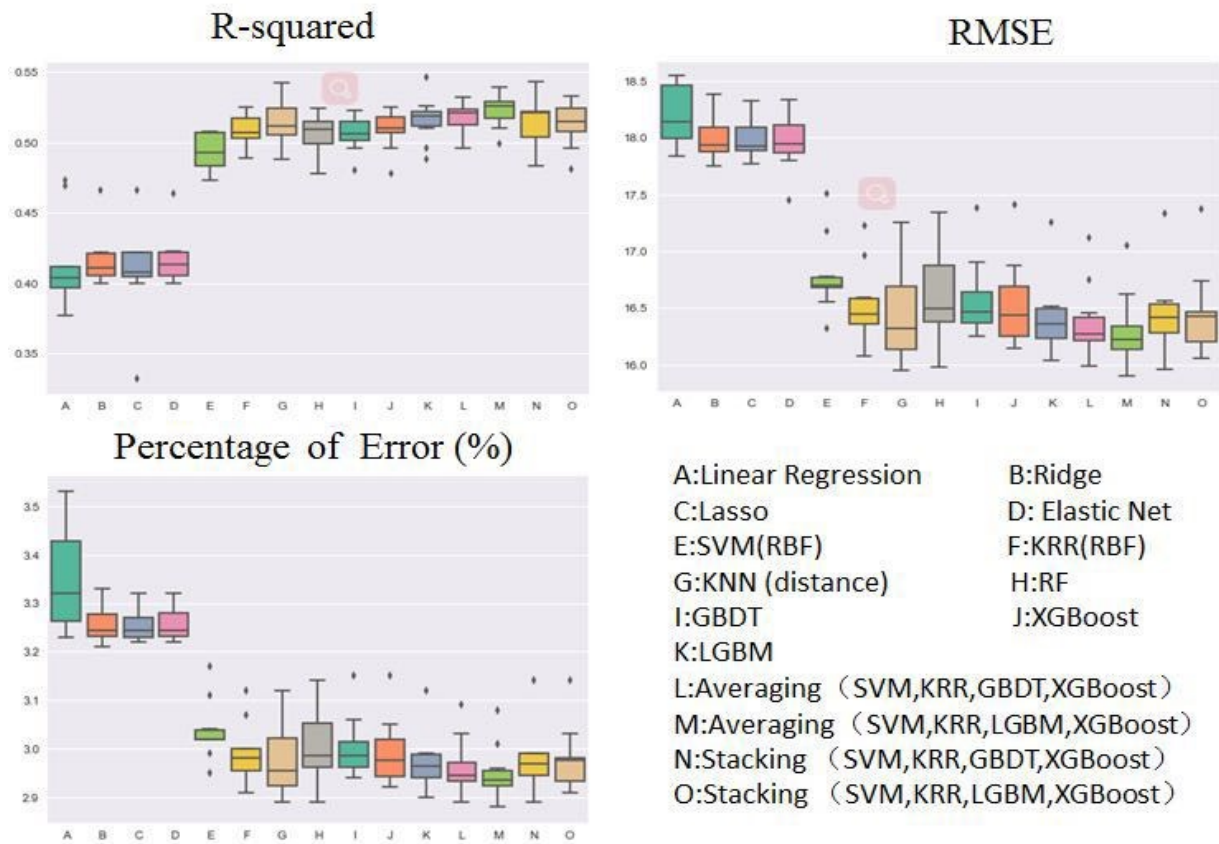 R-squared
0.55
0.50
0.45
0.40
0.35
A B C D E F G H I J K L M N O
RMSE
18.5
18.0
17.5
17.0
16.5
16.0
A B C D E F G H I J K L M N O
Percentage of Error (%)
3.5
3.4
3.3
3.2
3.1
3.0
2.9
A B C D E F G H I J K L M N O
A:Linear Regression B:Ridge
C:Lasso D: Elastic Net
E:SVM(RBF) F:KRR(RBF)
G:KNN (distance) H:RF
I:GBDT J:XGBoost
K:LGBM
L:Averaging（SVM,KRR,GBDT,XGBoost）
M:Averaging（SVM,KRR,LGBM,XGBoost）
N:Stacking （SVM,KRR,GBDT,XGBoost）
O:Stacking （SVM,KRR,LGBM,XGBoost）